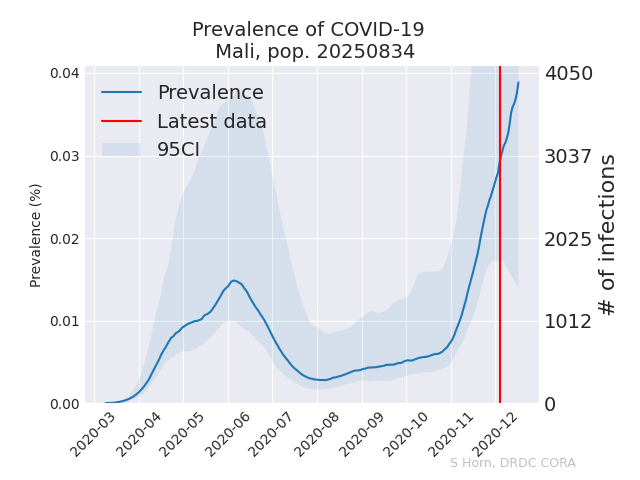 Prevalence of COVID-19
Mali, pop. 20250834
Prevalence
Latest data
95CI
0.04
0.03
0.02
0.01
0.00
Prevalence (%)
4050
3037
2025
1012
0
# of infections
2020-03
2020-04
2020-05
2020-06
2020-07
2020-08
2020-09
2020-10
2020-11
2020-12
S Horn, DRDC CORA